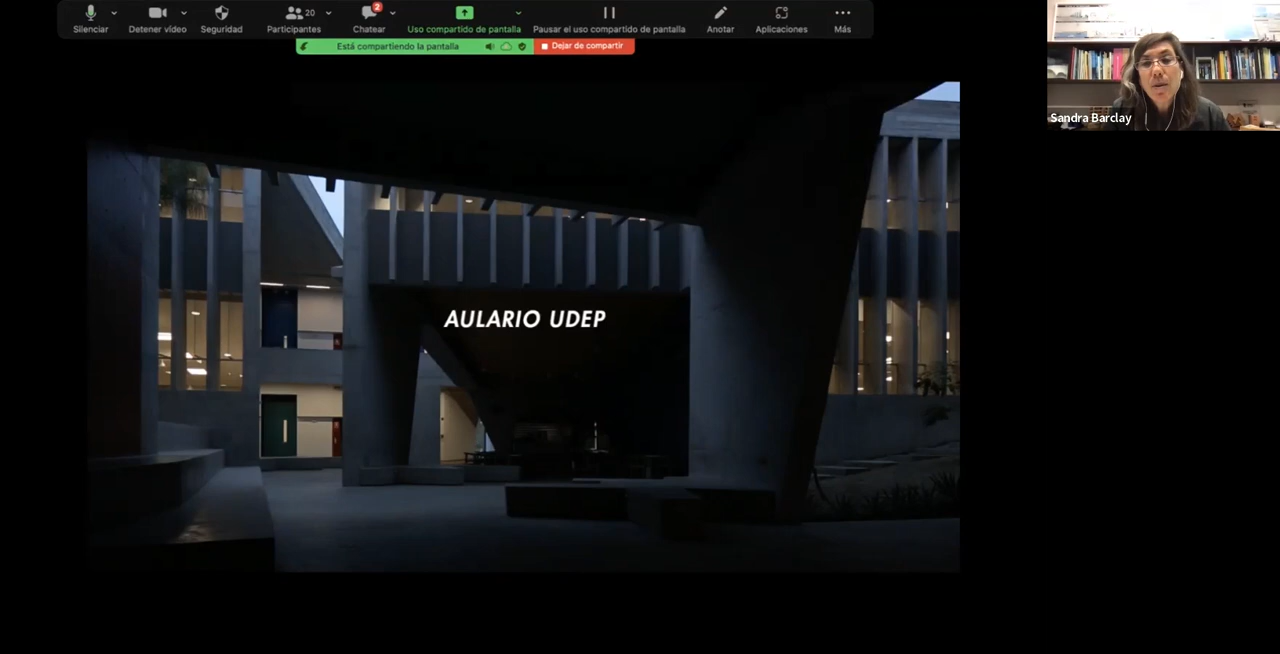 Silenciar
Detener video
Seguridad
20
Participantes
2
Chatear
Uso compartido de pantalla
Pausar el uso compartido de pantalla
Anotar
Aplicaciones
Más
Está compartiendo la pantalla
Dejar de compartir
Sandra Barclay
AULARIO UDEP